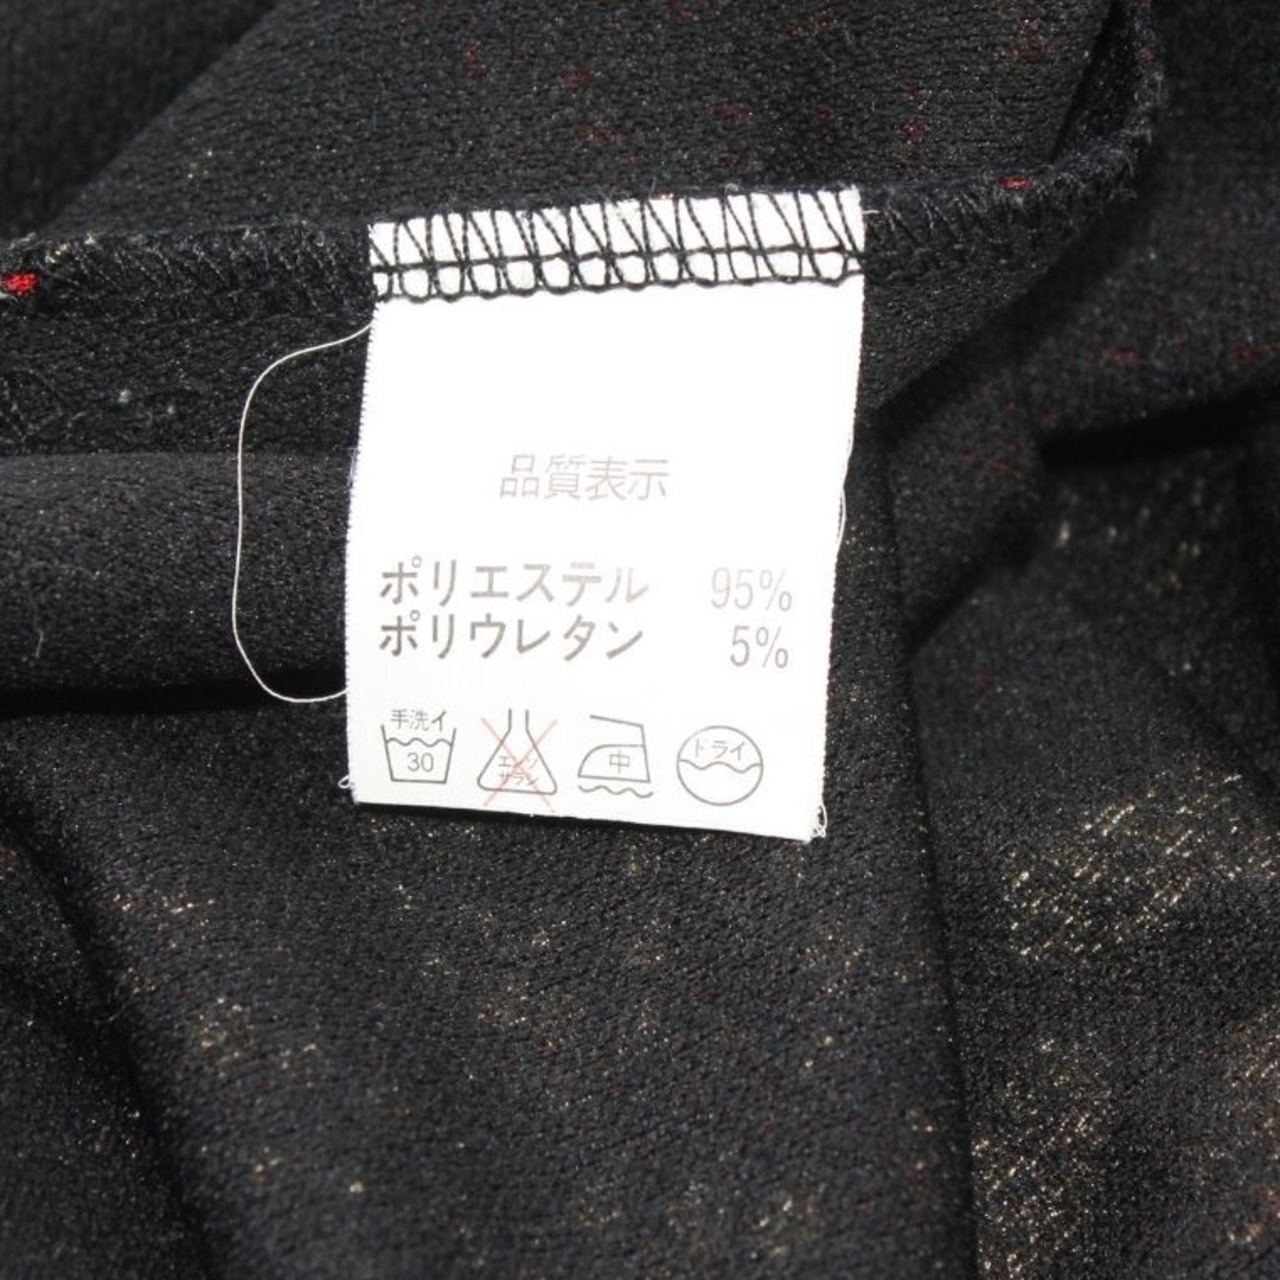 品質表示
ポリエステル 95%
ポリウレタン 5%
手洗イ
30
エンソ
サラシ
中
ドライ